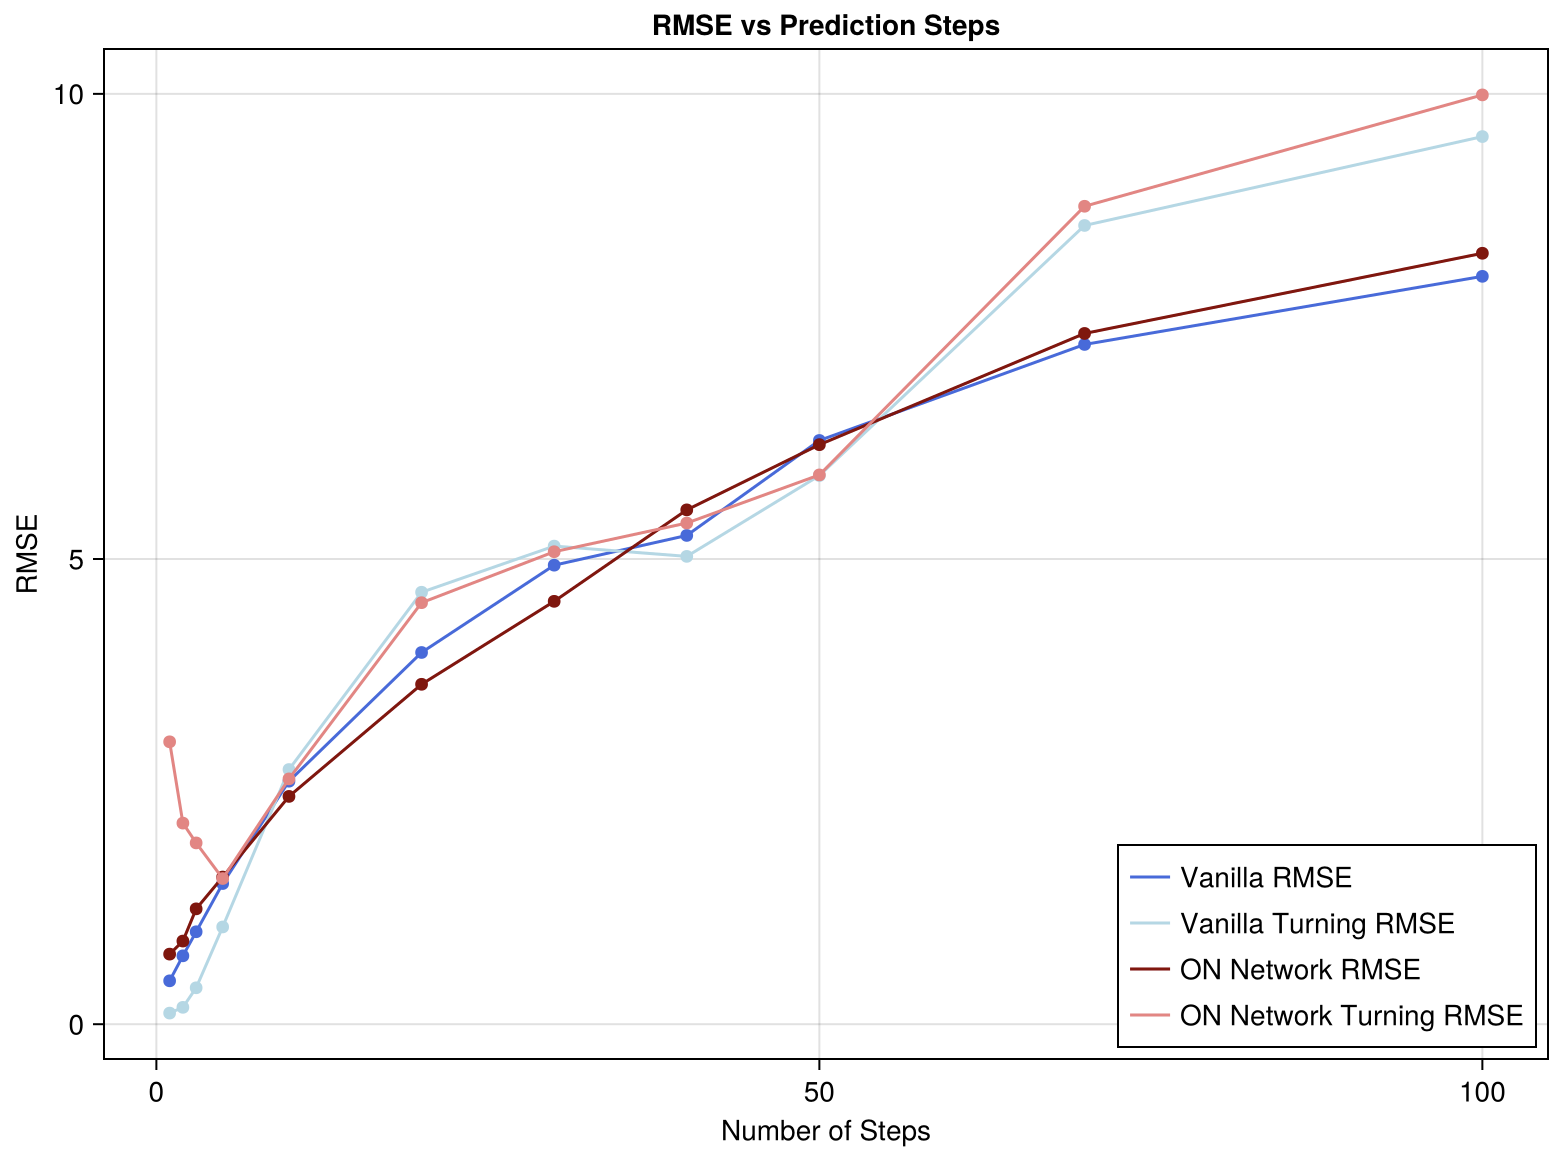 RMSE vs Prediction Steps
10
5
0
RMSE
0
50
100
Number of Steps
Vanilla RMSE
Vanilla Turning RMSE
ON Network RMSE
ON Network Turning RMSE